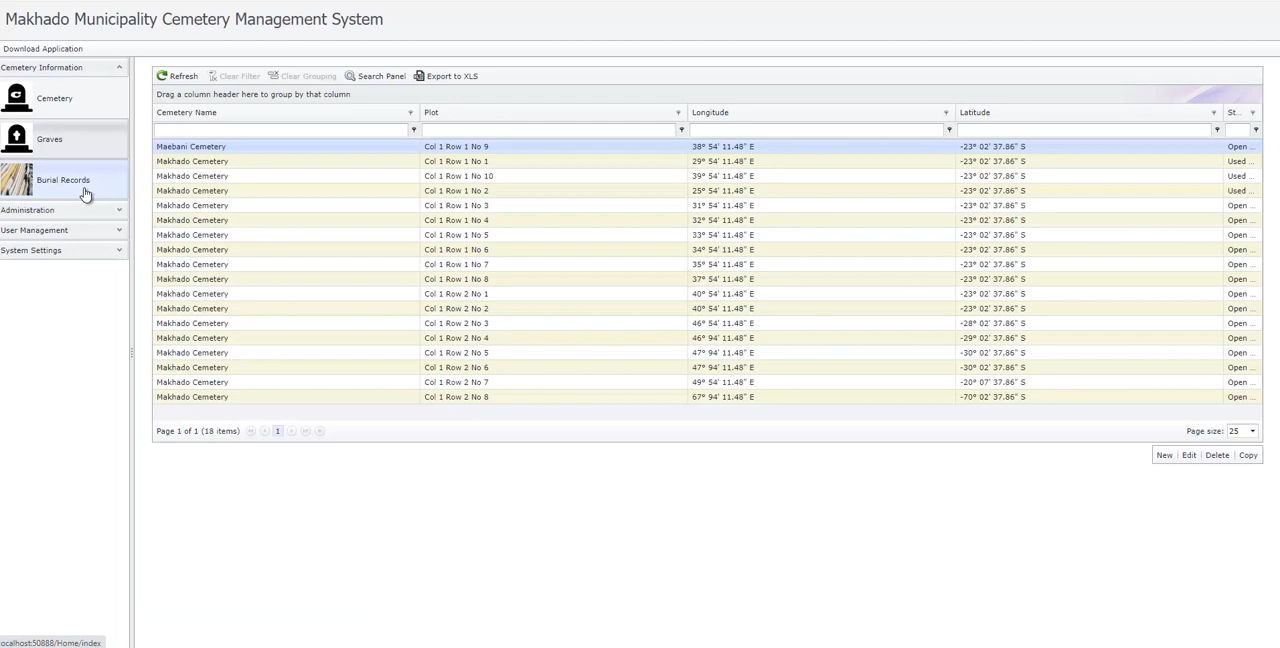 Makhado Municipality Cemetery Management System
Download Application
Cemetery Information
Cemetery
Graves
Burial Records
Administration
User Management
System Settings
Refresh Clear Filter Clear Grouping Search Panel Export to XLS
Drag a column header here to group by that column
Cemetery Name Plot Longitude Latitude St...
Maebani Cemetery Col 1 Row 1 No 9 38° 54' 11.48" E -23° 02' 37.86" S Open ...
Makhado Cemetery Col 1 Row 1 No 1 29° 54' 11.48" E -23° 02' 37.86" S Used ...
Makhado Cemetery Col 1 Row 1 No 10 39° 54' 11.48" E -23° 02' 37.86" S Used ...
Makhado Cemetery Col 1 Row 1 No 2 25° 54' 11.48" E -23° 02' 37.86" S Used ...
Makhado Cemetery Col 1 Row 1 No 3 31° 54' 11.48" E -23° 02' 37.86" S Open ...
Makhado Cemetery Col 1 Row 1 No 4 32° 54' 11.48" E -23° 02' 37.86" S Open ...
Makhado Cemetery Col 1 Row 1 No 5 33° 54' 11.48" E -23° 02' 37.86" S Open ...
Makhado Cemetery Col 1 Row 1 No 6 34° 54' 11.48" E -23° 02' 37.86" S Open ...
Makhado Cemetery Col 1 Row 1 No 7 35° 54' 11.48" E -23° 02' 37.86" S Open ...
Makhado Cemetery Col 1 Row 1 No 8 37° 54' 11.48" E -23° 02' 37.86" S Open ...
Makhado Cemetery Col 1 Row 2 No 1 40° 54' 11.48" E -23° 02' 37.86" S Open ...
Makhado Cemetery Col 1 Row 2 No 2 40° 54' 11.48" E -23° 02' 37.86" S Open ...
Makhado Cemetery Col 1 Row 2 No 3 46° 54' 11.48" E -28° 02' 37.86" S Open ...
Makhado Cemetery Col 1 Row 2 No 4 46° 94' 11.48" E -29° 02' 37.86" S Open ...
Makhado Cemetery Col 1 Row 2 No 5 47° 94' 11.48" E -30° 02' 37.86" S Open ...
Makhado Cemetery Col 1 Row 2 No 6 47° 94' 11.48" E -30° 02' 37.86" S Open ...
Makhado Cemetery Col 1 Row 2 No 7 49° 54' 11.48" E -20° 07' 37.86" S Open ...
Makhado Cemetery Col 1 Row 2 No 8 67° 94' 11.48" E -70° 02' 37.86" S Open ...
Page 1 of 1 (18 items) 1 Page size: 25
New Edit Delete Copy
ocalhost:50888/Home/index